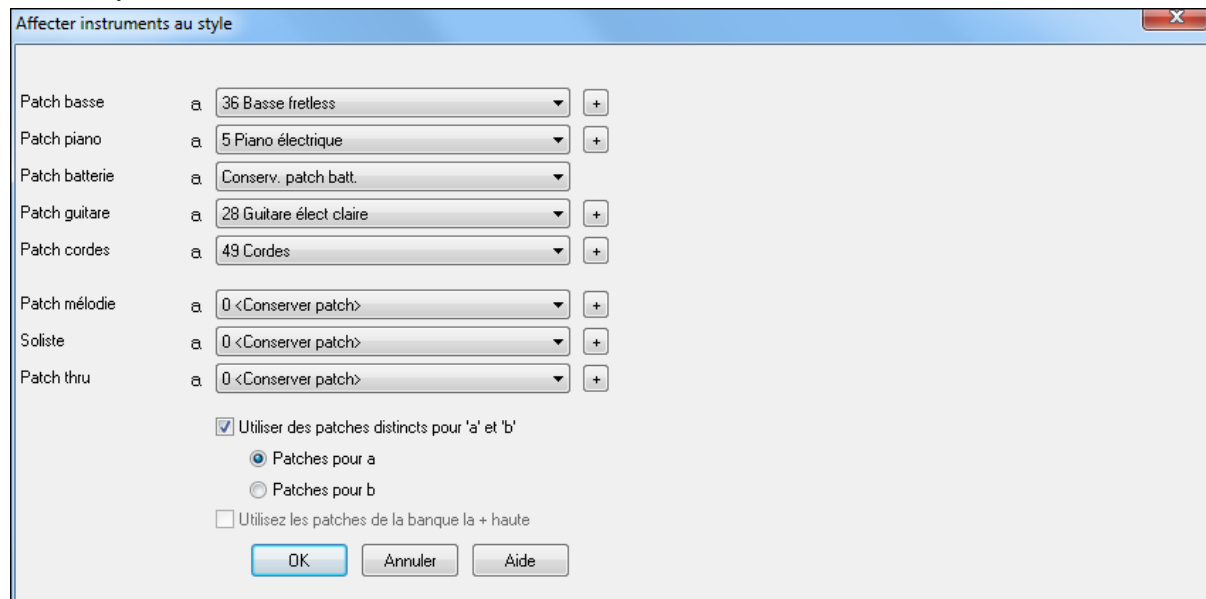 Affecter instruments au style
Patch basse a 36 Basse fretless +
Patch piano a 5 Piano électrique +
Patch batterie a Conserv. patch batt.
Patch guitare a 28 Guitare élect claire +
Patch cordes a 49 Cordes +
Patch mélodie a 0 <Conserver patch> +
Soliste a 0 <Conserver patch> +
Patch thru a 0 <Conserver patch> +
Utiliser des patches distincts pour 'a' et 'b'
Patches pour a
Patches pour b
Utilisez les patches de la banque la + haute
OK Annuler Aide